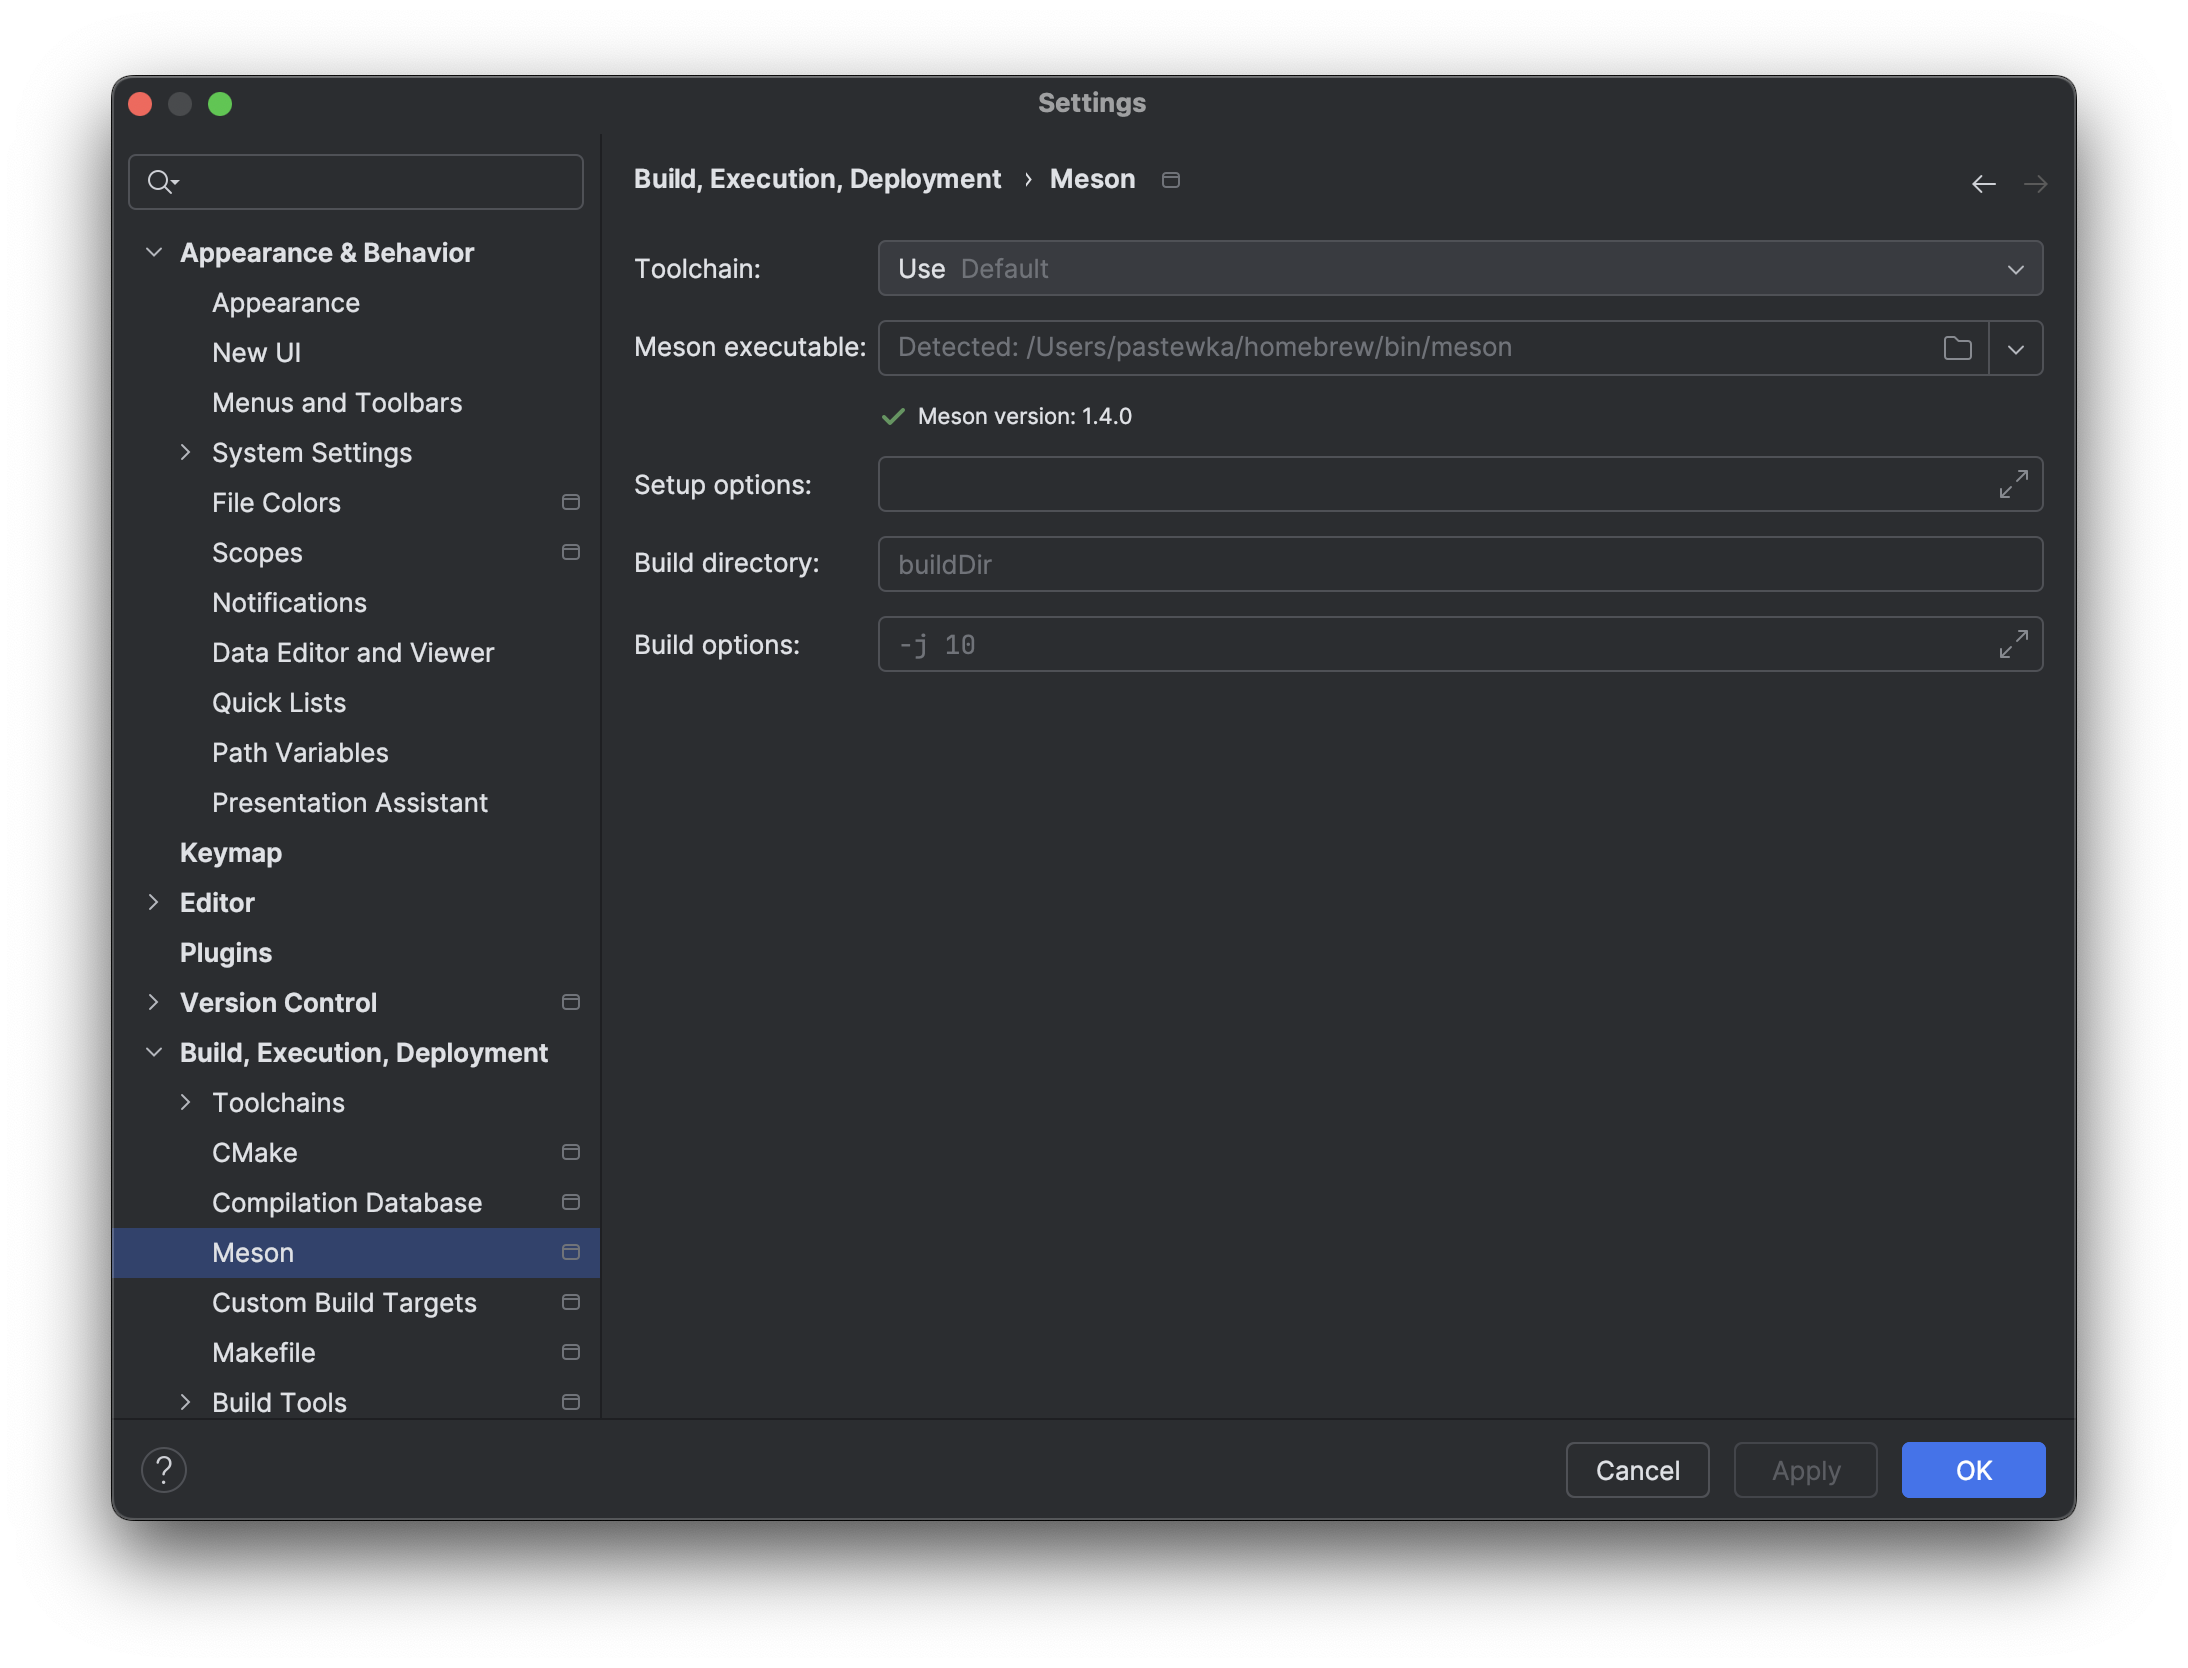 Settings
Appearance & Behavior
Appearance
New UI
Menus and Toolbars
System Settings
File Colors
Scopes
Notifications
Data Editor and Viewer
Quick Lists
Path Variables
Presentation Assistant
Keymap
Editor
Plugins
Version Control
Build, Execution, Deployment
Toolchains
CMake
Compilation Database
Meson
Custom Build Targets
Makefile
Build Tools
Build, Execution, Deployment › Meson
Toolchain: Use Default
Meson executable: Detected: /Users/pastewka/homebrew/bin/meson
Meson version: 1.4.0
Setup options:
Build directory: buildDir
Build options: -j 10
?
Cancel Apply OK